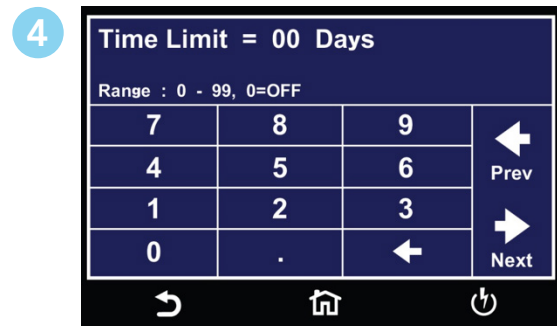 4
Time Limit = 00 Days
Range : 0 - 99, 0=OFF
7 8 9
4 5 6
Prev
1 2 3
0 .
Next